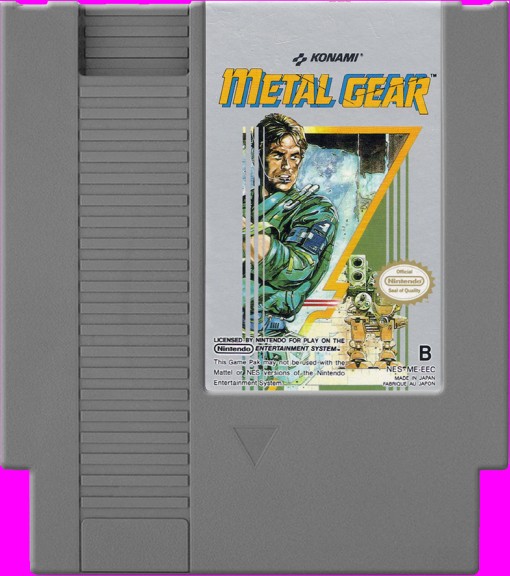 KONAMI®
METAL GEAR™
Official
Nintendo
Seal of Quality
LICENSED BY NINTENDO FOR PLAY ON THE
Nintendo ENTERTAINMENT SYSTEM™
This Game Pak may not be used with the
Mattel or NES versions of the Nintendo
Entertainment System.
B
NES-ME-EEC
MADE IN JAPAN
FABRIQUE AU JAPON